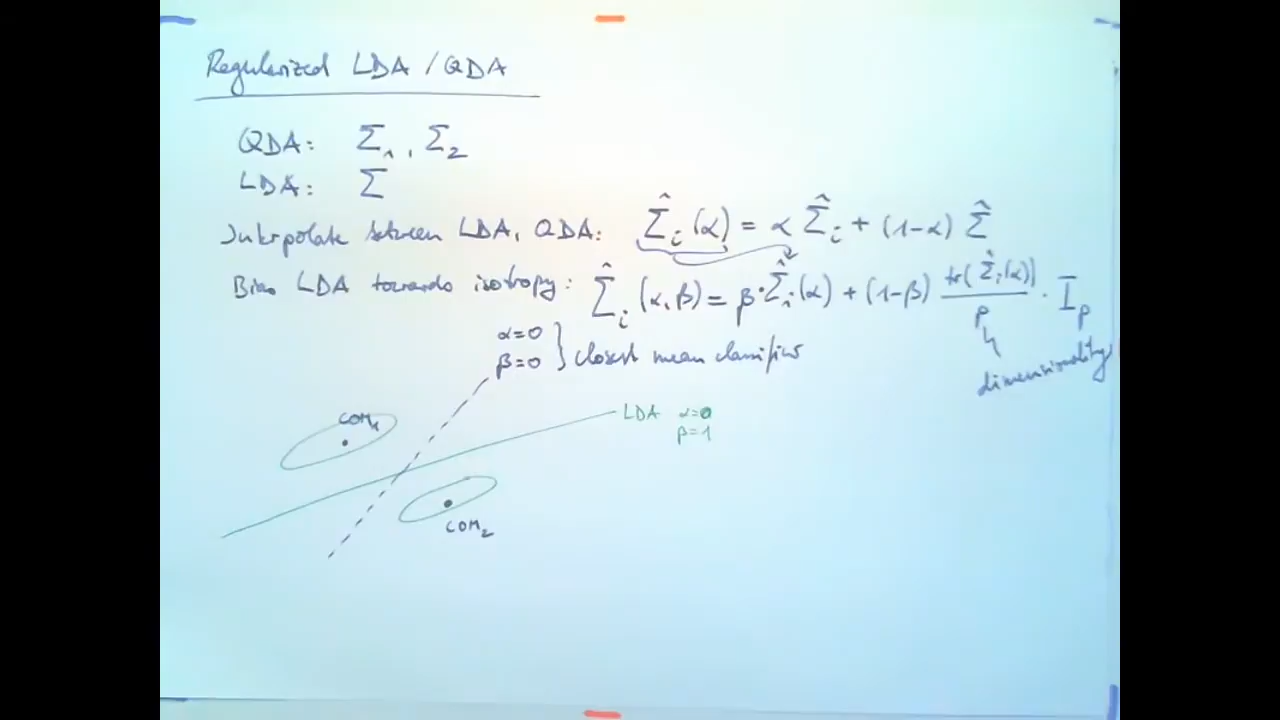 Regularized LDA / QDA
QDA: Σ₁, Σ₂
LDA: Σ
Interpolate between LDA, QDA: Σ̂ᵢ(α) = α Σ̂ᵢ + (1-α) Σ̂
Bias LDA towards isotropy: Σ̂ᵢ(α,β) = β·Σ̂ᵢ(α) + (1-β) tr(Σ̂ᵢ(α))/p · Iₚ
α=0
β=0 } closest mean classifier
dimensionality
COM₁
LDA α=0
β=1
COM₂